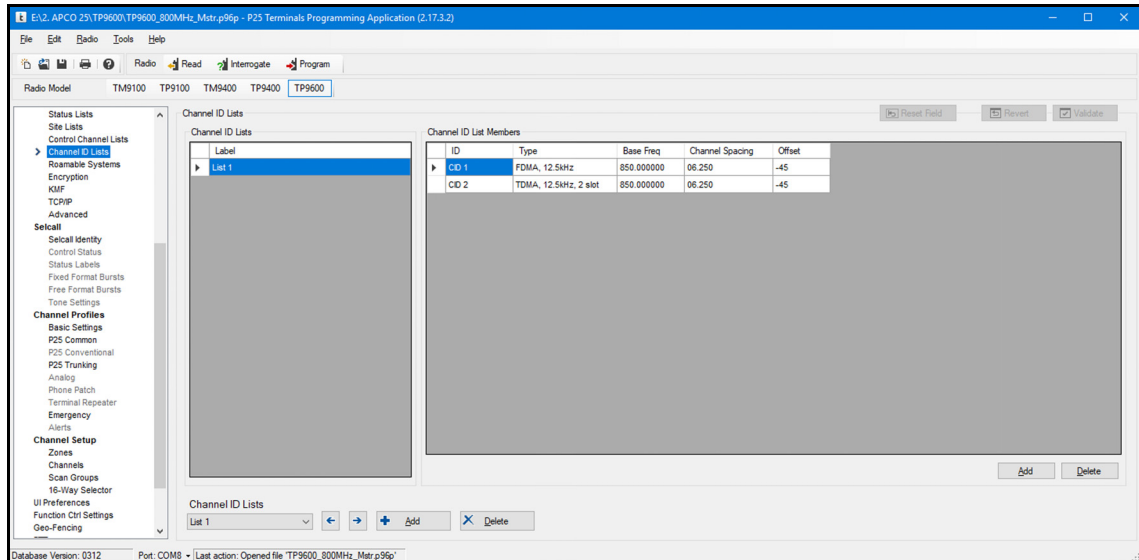 E:\2. APCO 25\TP9600\TP9600_800MHz_Mstr.p96p - P25 Terminals Programming Application (2.17.3.2)
File Edit Radio Tools Help
Radio Read Interrogate Program
Radio Model TM9100 TP9100 TM9400 TP9400 TP9600
Status Lists
Site Lists
Control Channel Lists
Channel ID Lists
Roamable Systems
Encryption
KMF
TCP/IP
Advanced
Selcall
Selcall Identity
Control Status
Status Labels
Fixed Format Bursts
Free Format Bursts
Tone Settings
Channel Profiles
Basic Settings
P25 Common
P25 Conventional
P25 Trunking
Analog
Phone Patch
Terminal Repeater
Emergency
Alerts
Channel Setup
Zones
Channels
Scan Groups
16-Way Selector
UI Preferences
Function Ctrl Settings
Geo-Fencing
Channel ID Lists
Reset Field Revert Validate
Channel ID Lists
Label
List 1
Channel ID List Members
ID Type Base Freq Channel Spacing Offset
CID 1 FDMA, 12.5kHz 850.000000 06.250 -45
CID 2 TDMA, 12.5kHz, 2 slot 850.000000 06.250 -45
Add Delete
Channel ID Lists
List 1 Add Delete
Database Version: 0312 Port: COM8 Last action: Opened file 'TP9600_800MHz_Mstr.p96p'